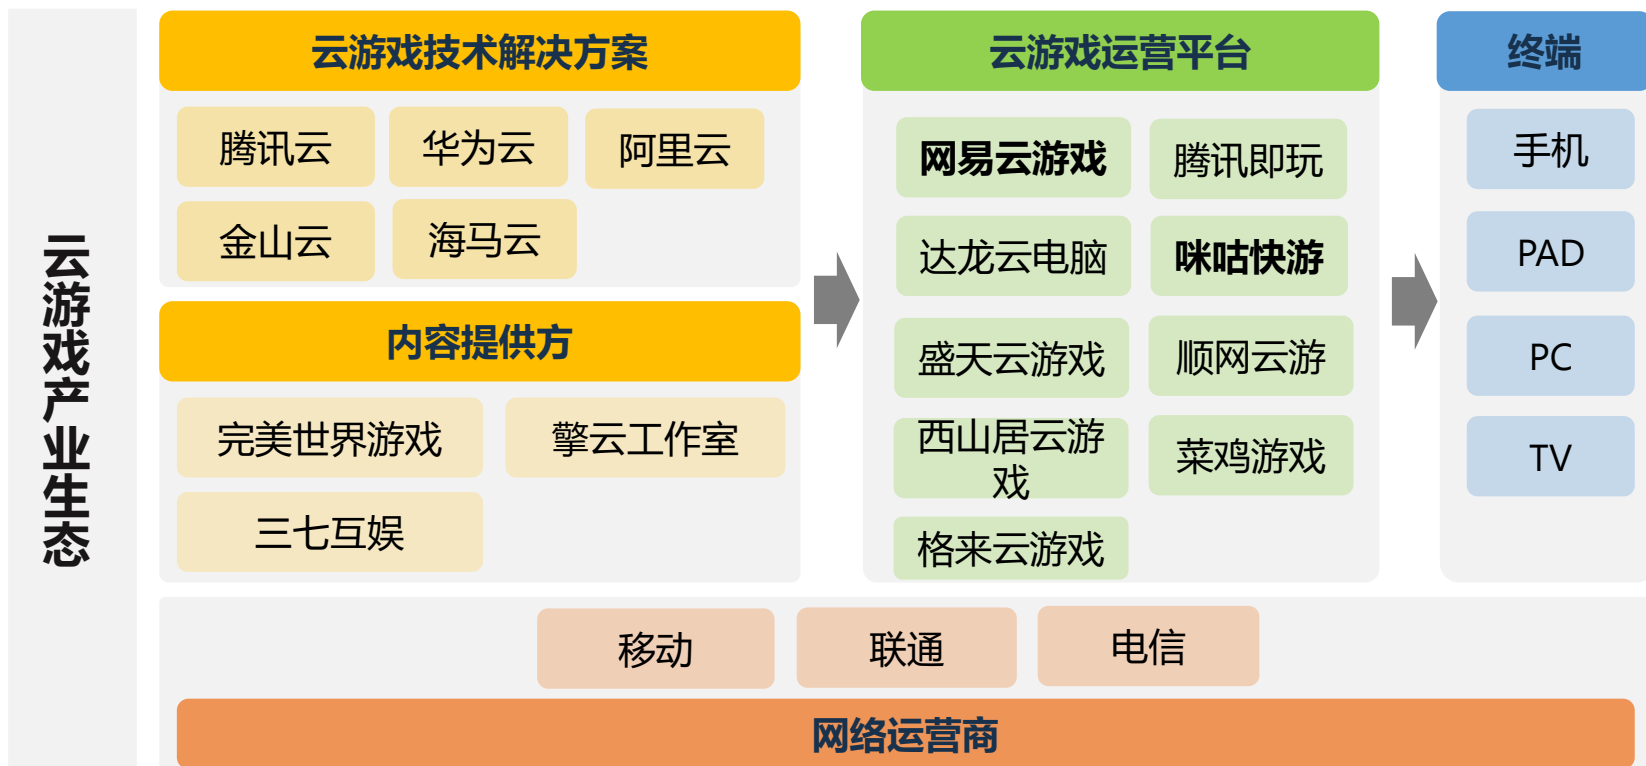 云游戏产业生态
云游戏技术解决方案
腾讯云
华为云
阿里云
金山云
海马云
内容提供方
完美世界游戏
擎云工作室
三七互娱
云游戏运营平台
网易云游戏
腾讯即玩
达龙云电脑
咪咕快游
盛天云游戏
顺网云游
西山居云游
戏
菜鸡游戏
格来云游戏
终端
手机
PAD
PC
TV
移动
联通
电信
网络运营商